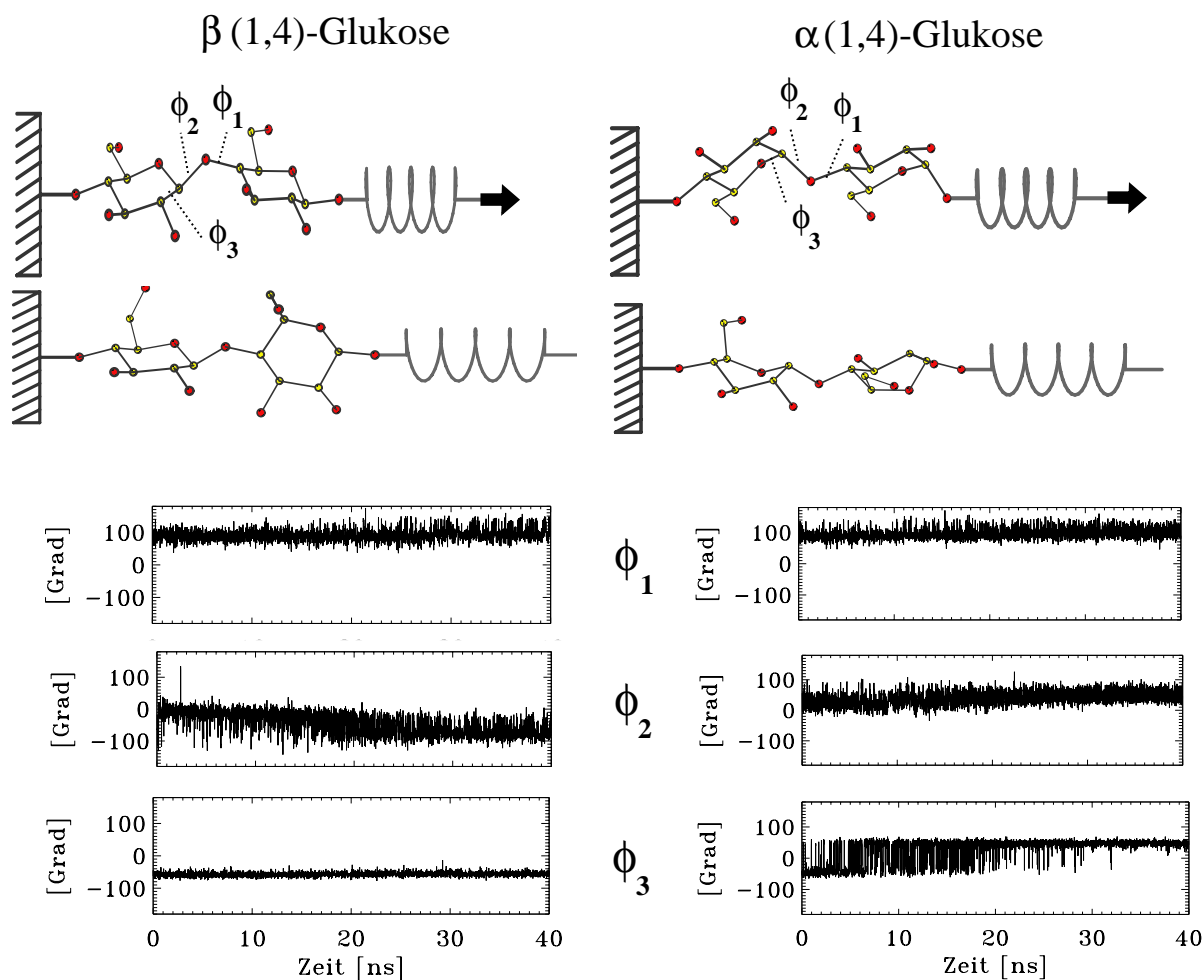 β (1,4)-Glukose
α (1,4)-Glukose
ϕ2 ϕ1
ϕ3
ϕ2 ϕ1
ϕ3
[Grad]
100
0
−100
ϕ1
[Grad]
100
0
−100
[Grad]
100
0
−100
ϕ2
[Grad]
100
0
−100
[Grad]
100
0
−100
0 10 20 30 40
Zeit [ns]
ϕ3
[Grad]
100
0
−100
0 10 20 30 40
Zeit [ns]